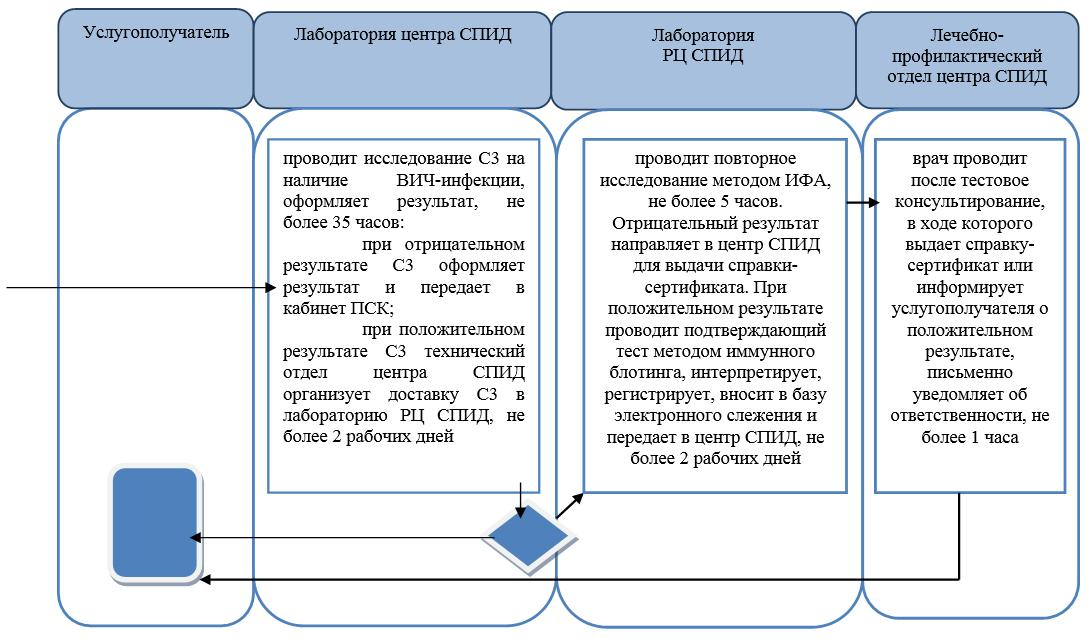 Услугополучатель
Лаборатория центра СПИД
Лаборатория
РЦ СПИД
Лечебно-
профилактический
отдел центра СПИД
проводит исследование СЗ на
наличие ВИЧ-инфекции,
оформляет результат, не
более 35 часов:
при отрицательном
результате СЗ оформляет
результат и передает в
кабинет ПСК;
при положительном
результате СЗ технический
отдел центра СПИД
организует доставку СЗ в
лабораторию РЦ СПИД, не
более 2 рабочих дней
проводит повторное
исследование методом ИФА,
не более 5 часов.
Отрицательный результат
направляет в центр СПИД
для выдачи справки-
сертификата. При
положительном результате
проводит подтверждающий
тест методом иммунного
блотинга, интерпретирует,
регистрирует, вносит в базу
электронного слежения и
передает в центр СПИД, не
более 2 рабочих дней
врач проводит
после тестовое
консультирование,
в ходе которого
выдает справку-
сертификат или
информирует
услугополучателя о
положительном
результате,
письменно
уведомляет об
ответственности, не
более 1 часа